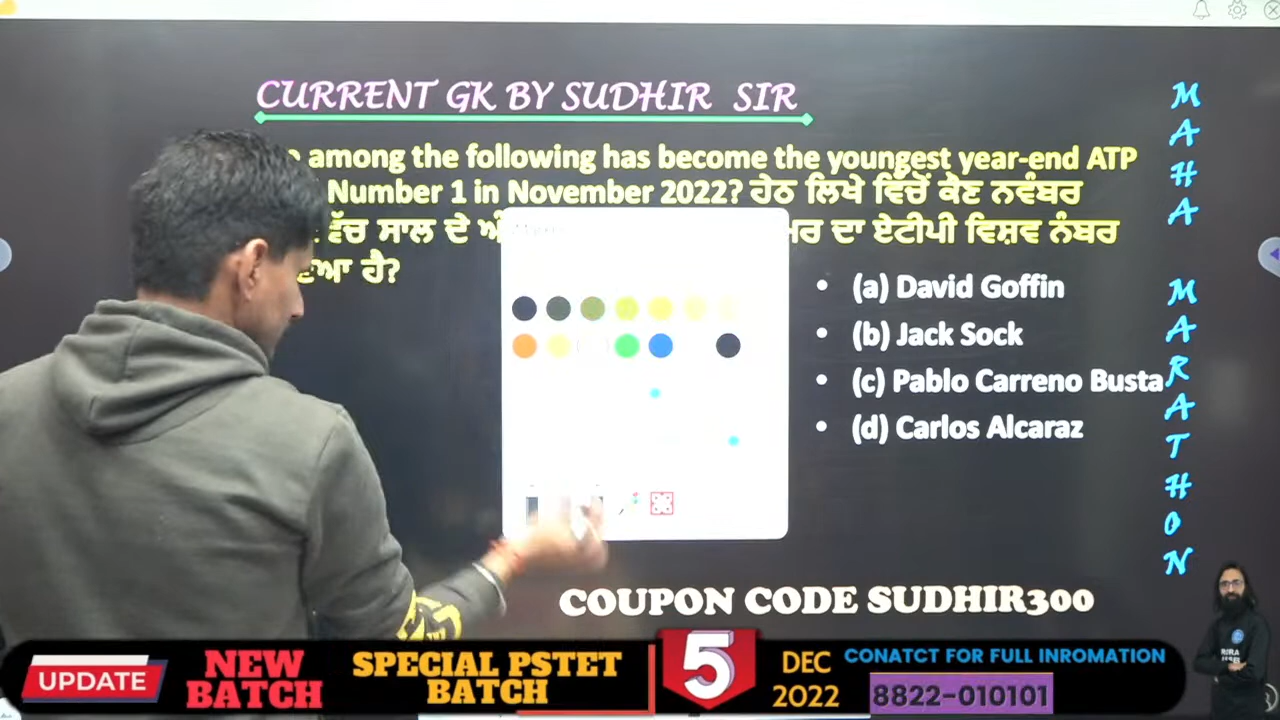 CURRENT GK BY SUDHIR SIR
among the following has become the youngest year-end ATP
Number 1 in November 2022? ਹੇਠ ਲਿਖੇ ਵਿੱਚੋਂ ਕੋਣ ਨਵੰਬਰ
ਵਿੱਚ ਸਾਲ ਦੇ ਦਾ ਏਟੀਪੀ ਵਿਸ਼ਵ ਨੰਬਰ
ਹੈ?
• (a) David Goffin
• (b) Jack Sock
• (c) Pablo Carreno Busta
• (d) Carlos Alcaraz
MAHA MARATHON
COUPON CODE SUDHIR300
UPDATE
NEW
BATCH
SPECIAL PSTET
BATCH
5
DEC
2022
CONATCT FOR FULL INROMATION
8822-010101